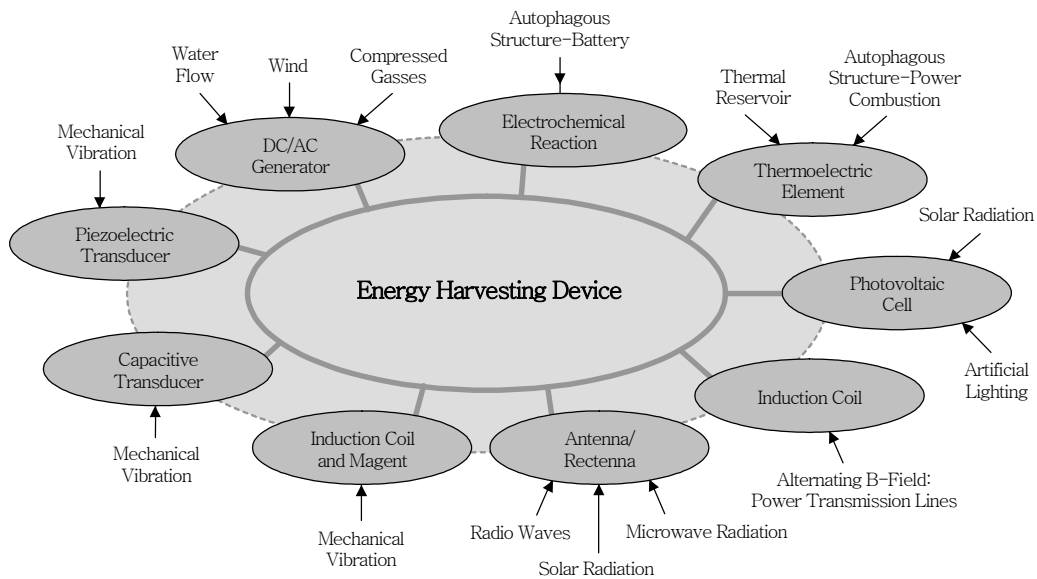 Autophagous
Structure-Battery
Water
Flow
Wind
Compressed
Gasses
Thermal
Reservoir
Autophagous
Structure-Power
Combustion
Mechanical
Vibration
DC/AC
Generator
Electrochemical
Reaction
Thermoelectric
Element
Solar Radiation
Piezoelectric
Transducer
Energy Harvesting Device
Photovoltaic
Cell
Capacitive
Transducer
Artificial
Lighting
Induction Coil
Mechanical
Vibration
Induction Coil
and Magent
Antenna/
Rectenna
Alternating B-Field:
Power Transmission Lines
Mechanical
Vibration
Radio Waves
Microwave Radiation
Solar Radiation